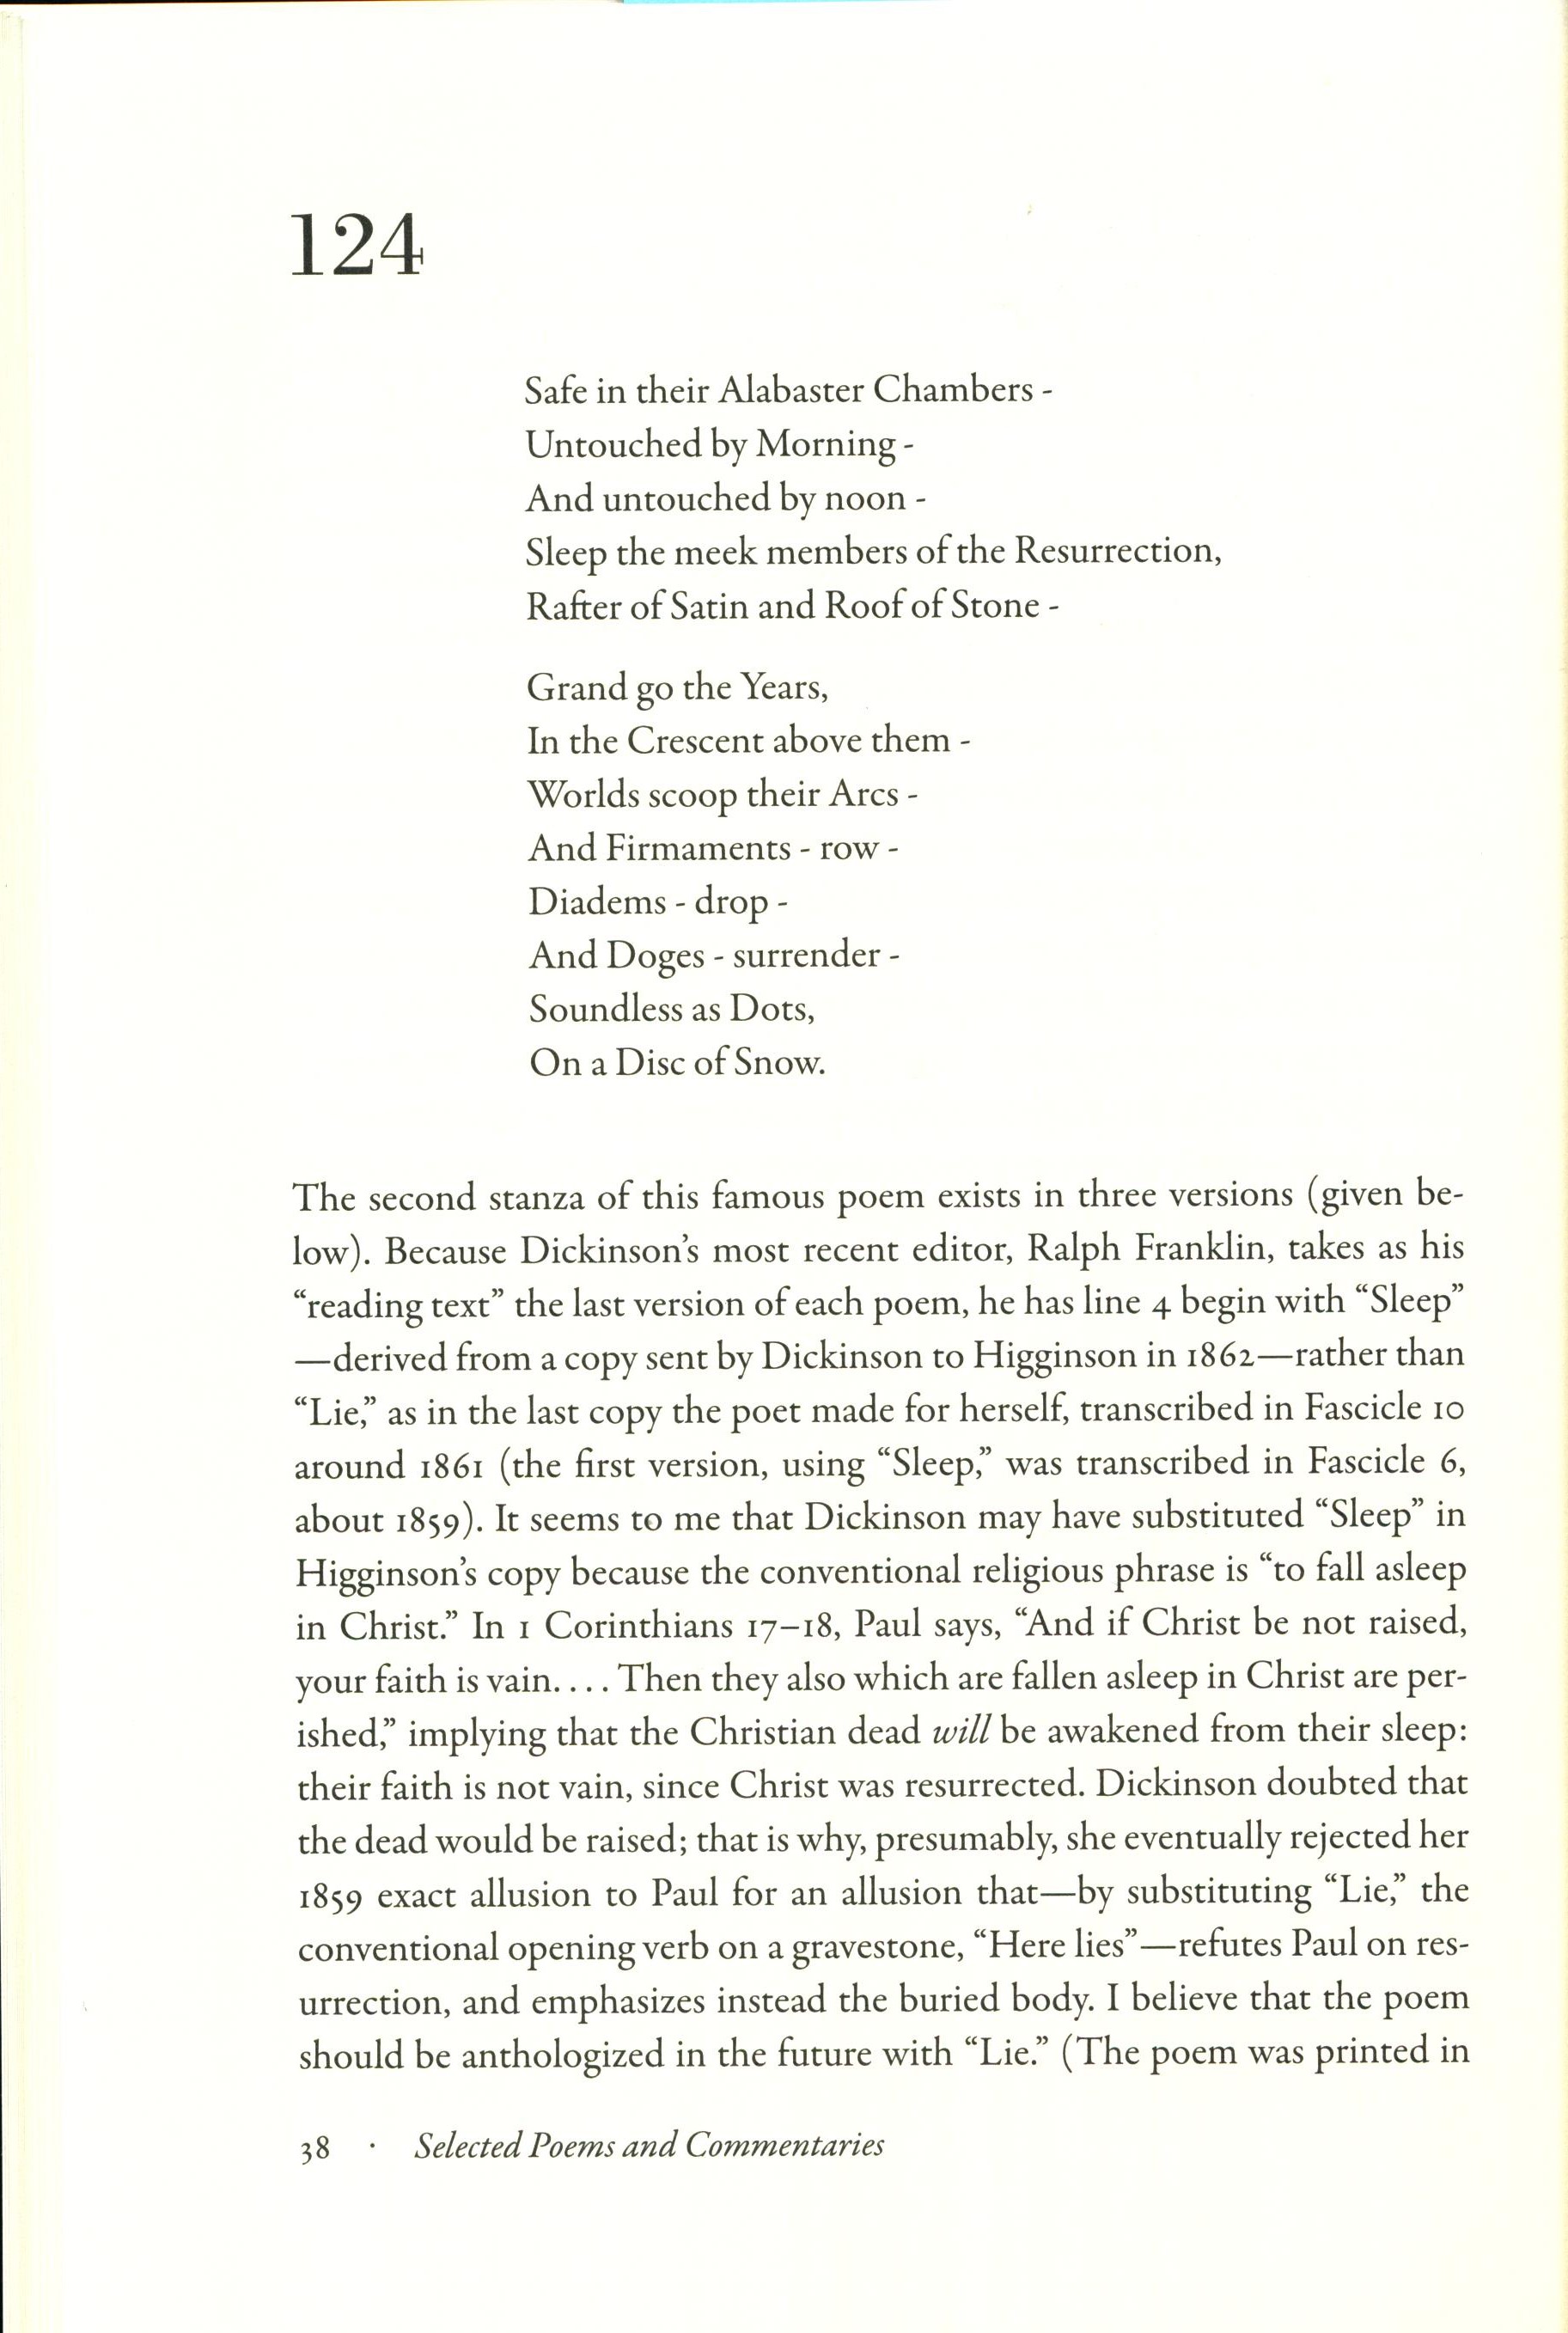 124
Safe in their Alabaster Chambers -
Untouched by Morning -
And untouched by noon -
Sleep the meek members of the Resurrection,
Rafter of Satin and Roof of Stone -
Grand go the Years,
In the Crescent above them -
Worlds scoop their Arcs -
And Firmaments - row -
Diadems - drop -
And Doges - surrender -
Soundless as Dots,
On a Disc of Snow.
The second stanza of this famous poem exists in three versions (given be-
low). Because Dickinson’s most recent editor, Ralph Franklin, takes as his
“reading text” the last version of each poem, he has line 4 begin with “Sleep”
—derived from a copy sent by Dickinson to Higginson in 1862—rather than
“Lie,” as in the last copy the poet made for herself, transcribed in Fascicle 10
around 1861 (the first version, using “Sleep,” was transcribed in Fascicle 6,
about 1859). It seems to me that Dickinson may have substituted “Sleep” in
Higginson’s copy because the conventional religious phrase is “to fall asleep
in Christ.” In 1 Corinthians 17–18, Paul says, “And if Christ be not raised,
your faith is vain. . . . Then they also which are fallen asleep in Christ are per-
ished,” implying that the Christian dead will be awakened from their sleep:
their faith is not vain, since Christ was resurrected. Dickinson doubted that
the dead would be raised; that is why, presumably, she eventually rejected her
1859 exact allusion to Paul for an allusion that—by substituting “Lie,” the
conventional opening verb on a gravestone, “Here lies”—refutes Paul on res-
urrection, and emphasizes instead the buried body. I believe that the poem
should be anthologized in the future with “Lie.” (The poem was printed in
38 · Selected Poems and Commentaries